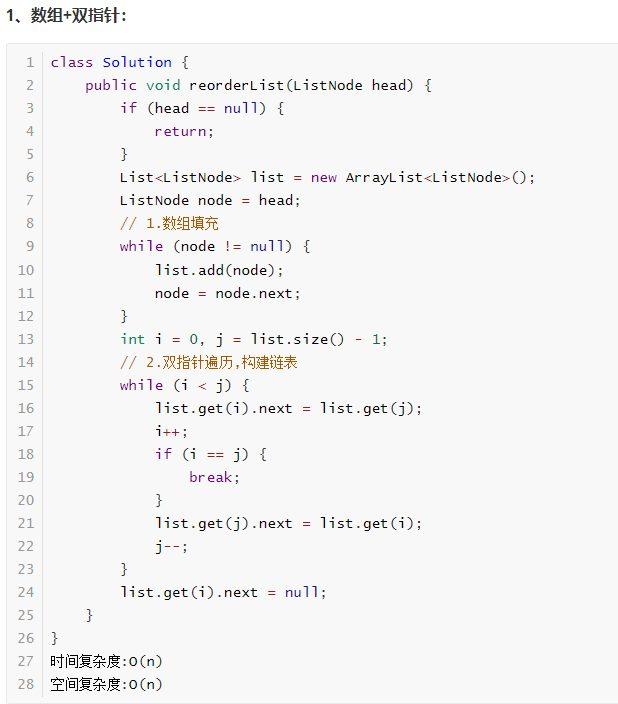 1、数组+双指针：
1 class Solution {
2     public void reorderList(ListNode head) {
3         if (head == null) {
4             return;
5         }
6         List<ListNode> list = new ArrayList<ListNode>();
7         ListNode node = head;
8         // 1.数组填充
9         while (node != null) {
10             list.add(node);
11             node = node.next;
12         }
13         int i = 0, j = list.size() - 1;
14         // 2.双指针遍历,构建链表
15         while (i < j) {
16             list.get(i).next = list.get(j);
17             i++;
18             if (i == j) {
19                 break;
20             }
21             list.get(j).next = list.get(i);
22             j--;
23         }
24         list.get(i).next = null;
25     }
26 }
27 时间复杂度:O(n)
28 空间复杂度:O(n)